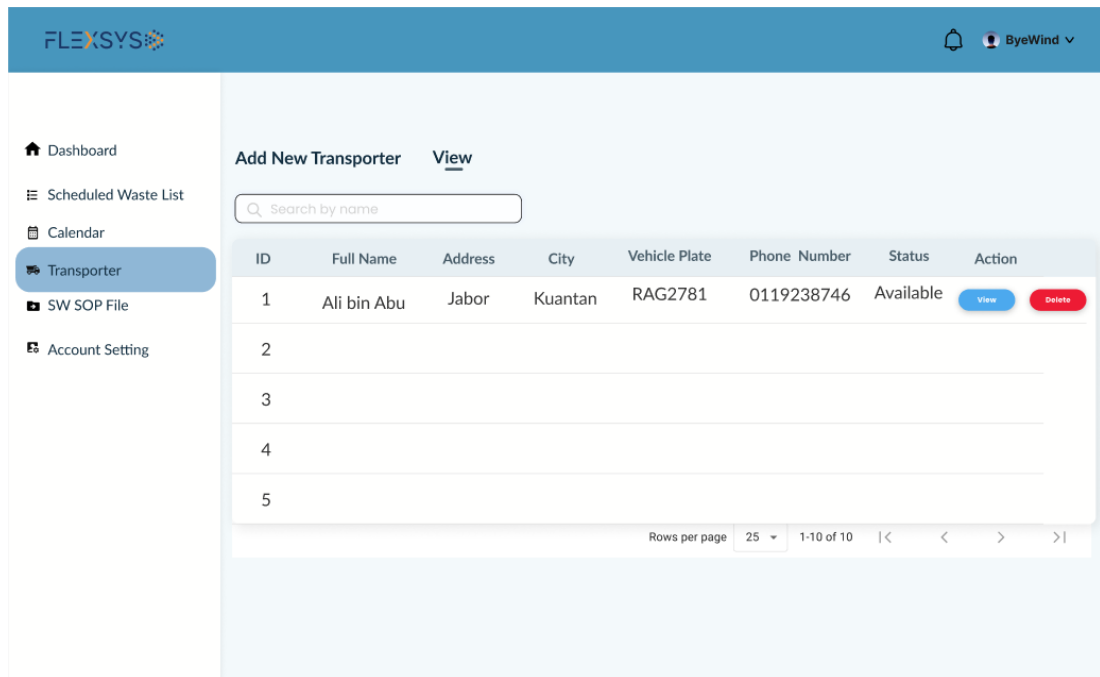 FLEXSYS
ByeWind
Dashboard
Scheduled Waste List
Calendar
Transporter
SW SOP File
Account Setting
Add New Transporter View
Search by name
ID Full Name Address City Vehicle Plate Phone Number Status Action
1 Ali bin Abu Jabor Kuantan RAG2781 0119238746 Available View Delete
2
3
4
5
Rows per page 25 1-10 of 10